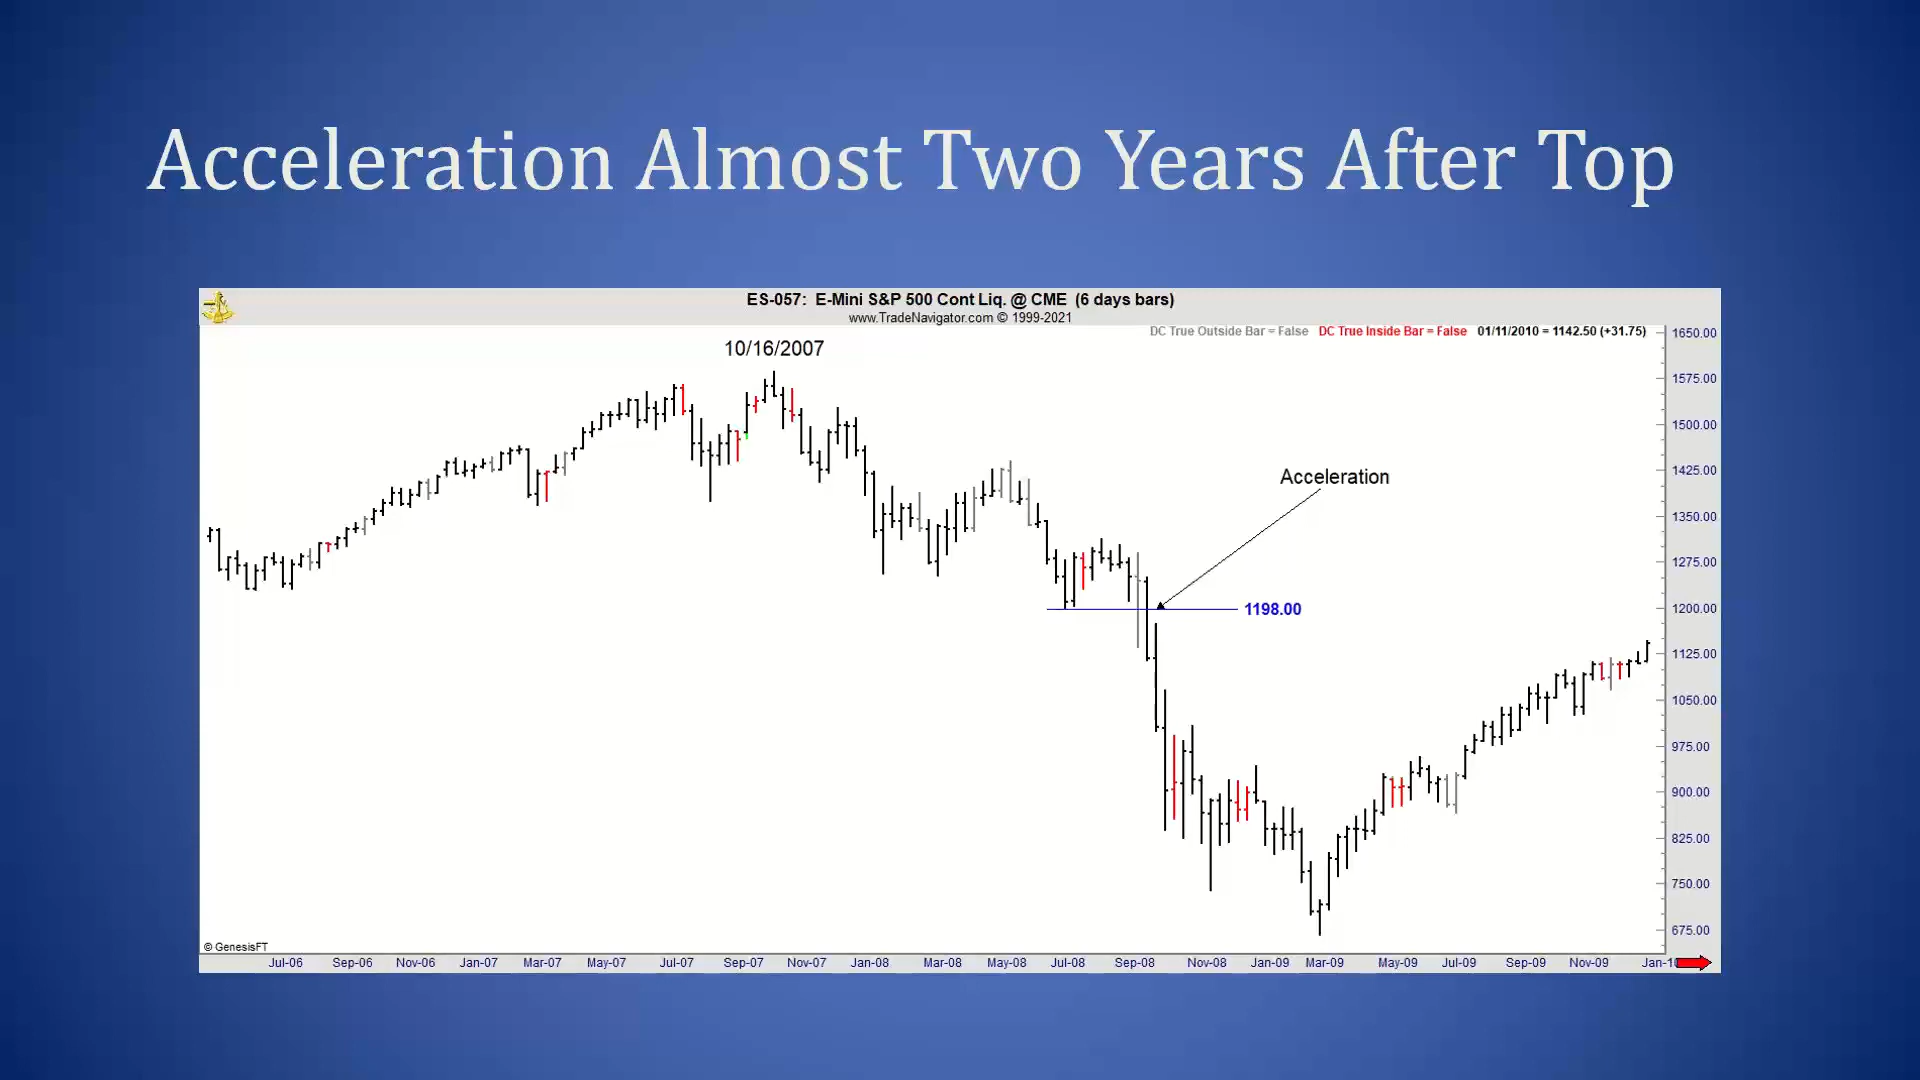 Acceleration Almost Two Years After Top
ES-057: E-Mini S&P 500 Cont Liq. @ CME (6 days bars)
www.TradeNavigator.com © 1999-2021
DC True Outside Bar = False DC True Inside Bar = False 01/11/2010 = 1142.50 (+31.75)
10/16/2007
Acceleration
1198.00
1650.00
1575.00
1500.00
1425.00
1350.00
1275.00
1200.00
1125.00
1050.00
975.00
900.00
825.00
750.00
675.00
© GenesisFT
Jul-06 Sep-06 Nov-06 Jan-07 Mar-07 May-07 Jul-07 Sep-07 Nov-07 Jan-08 Mar-08 May-08 Jul-08 Sep-08 Nov-08 Jan-09 Mar-09 May-09 Jul-09 Sep-09 Nov-09